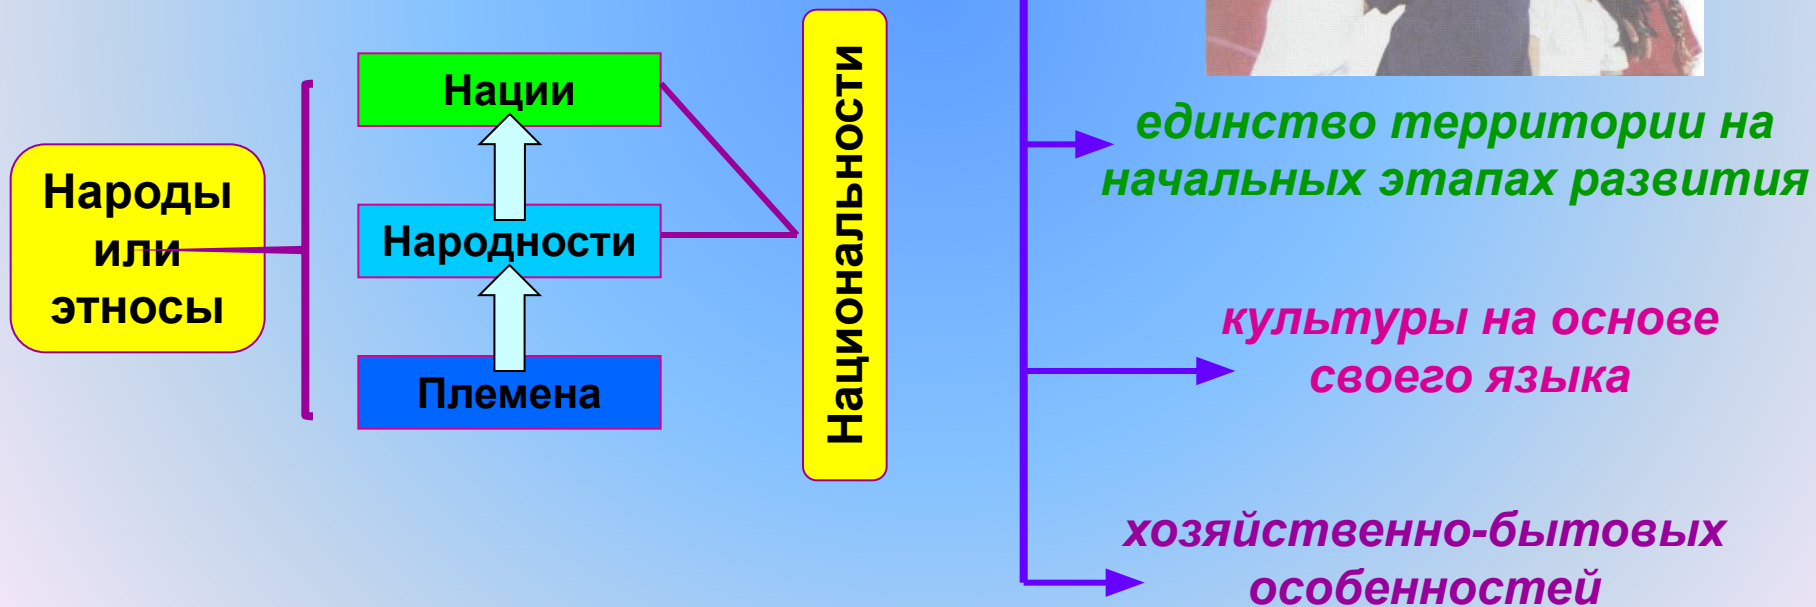 Народы
или
этносы
Нации
Народности
Племена
Национальности
единство территории на
начальных этапах развития
культуры на основе
своего языка
хозяйственно-бытовых
особенностей